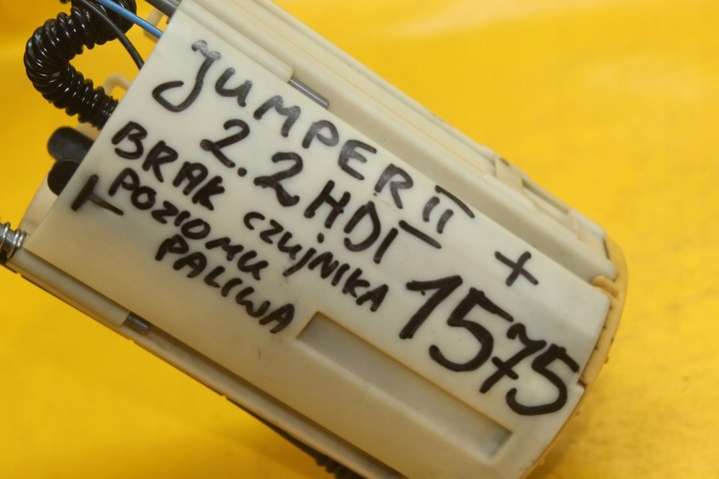 JUMPER II
2.2 HDI
BRAK CZUJNIKA
POZIOMU
PALIWA
+
1575